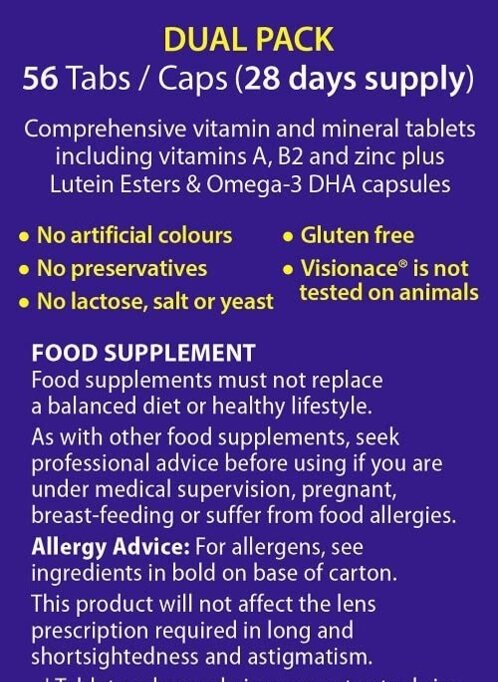 DUAL PACK
56 Tabs / Caps (28 days supply)
Comprehensive vitamin and mineral tablets
including vitamins A, B2 and zinc plus
Lutein Esters & Omega-3 DHA capsules
• No artificial colours
• No preservatives
• No lactose, salt or yeast
• Gluten free
• Visionace® is not
tested on animals
FOOD SUPPLEMENT
Food supplements must not replace
a balanced diet or healthy lifestyle.
As with other food supplements, seek
professional advice before using if you are
under medical supervision, pregnant,
breast-feeding or suffer from food allergies.
Allergy Advice: For allergens, see
ingredients in bold on base of carton.
This product will not affect the lens
prescription required in long and
shortsightedness and astigmatism.